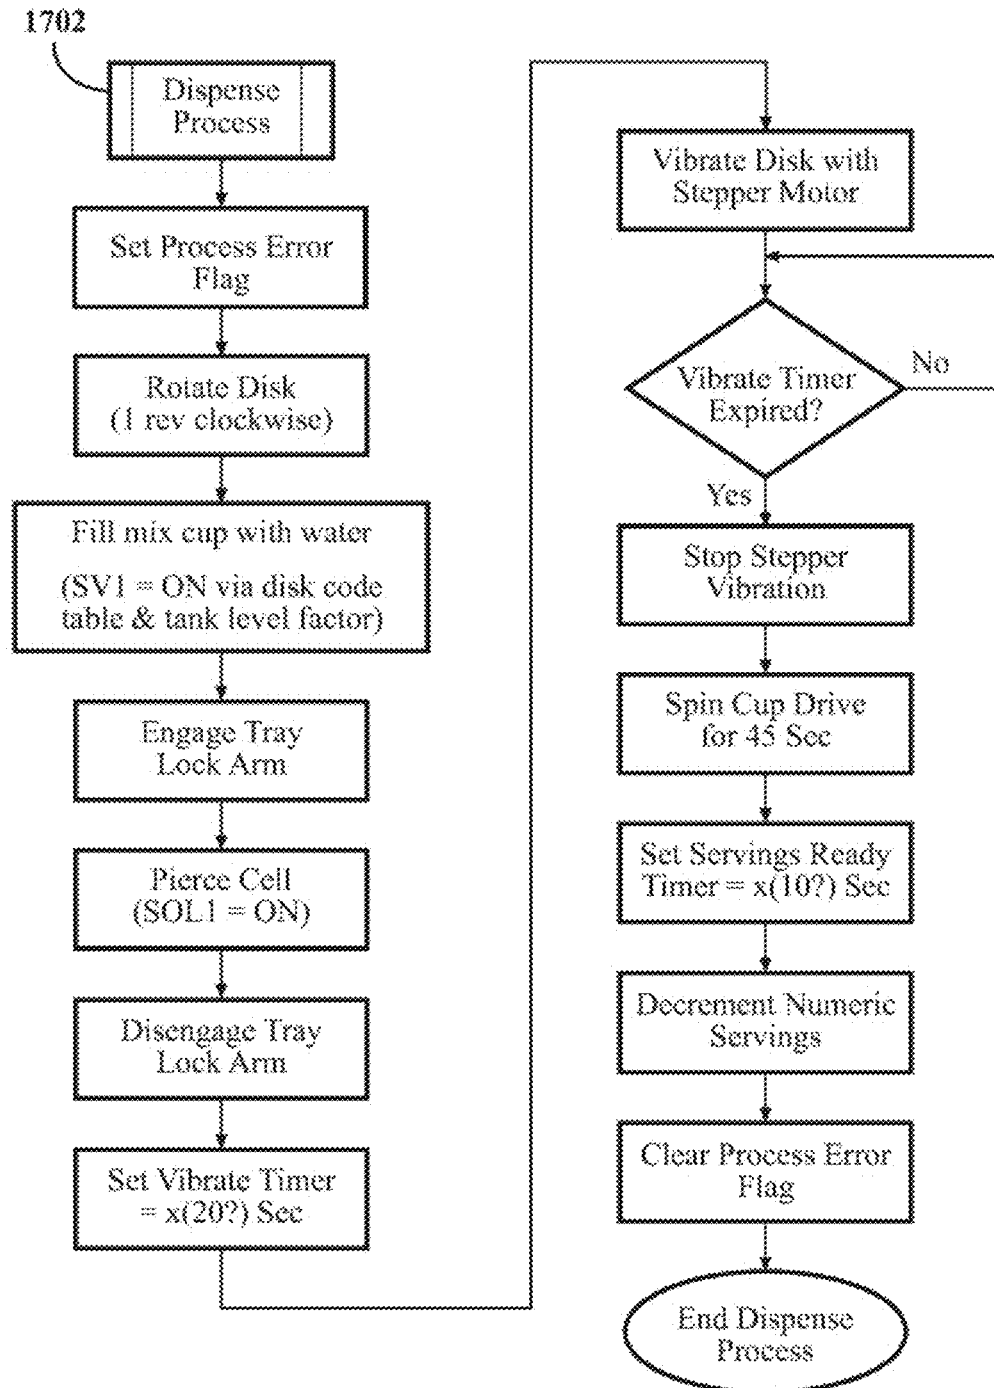 1702
Dispense
Process
Set Process Error
Flag
Rotate Disk
(1 rev clockwise)
Fill mix cup with water
(SV1 = ON via disk code
table & tank level factor)
Engage Tray
Lock Arm
Pierce Cell
(SOL1 = ON)
Disengage Tray
Lock Arm
Set Vibrate Timer
= x(20?) Sec
Vibrate Disk with
Stepper Motor
Vibrate Timer
Expired?
No
Yes
Stop Stepper
Vibration
Spin Cup Drive
for 45 Sec
Set Servings Ready
Timer = x(10?) Sec
Decrement Numeric
Servings
Clear Process Error
Flag
End Dispense
Process